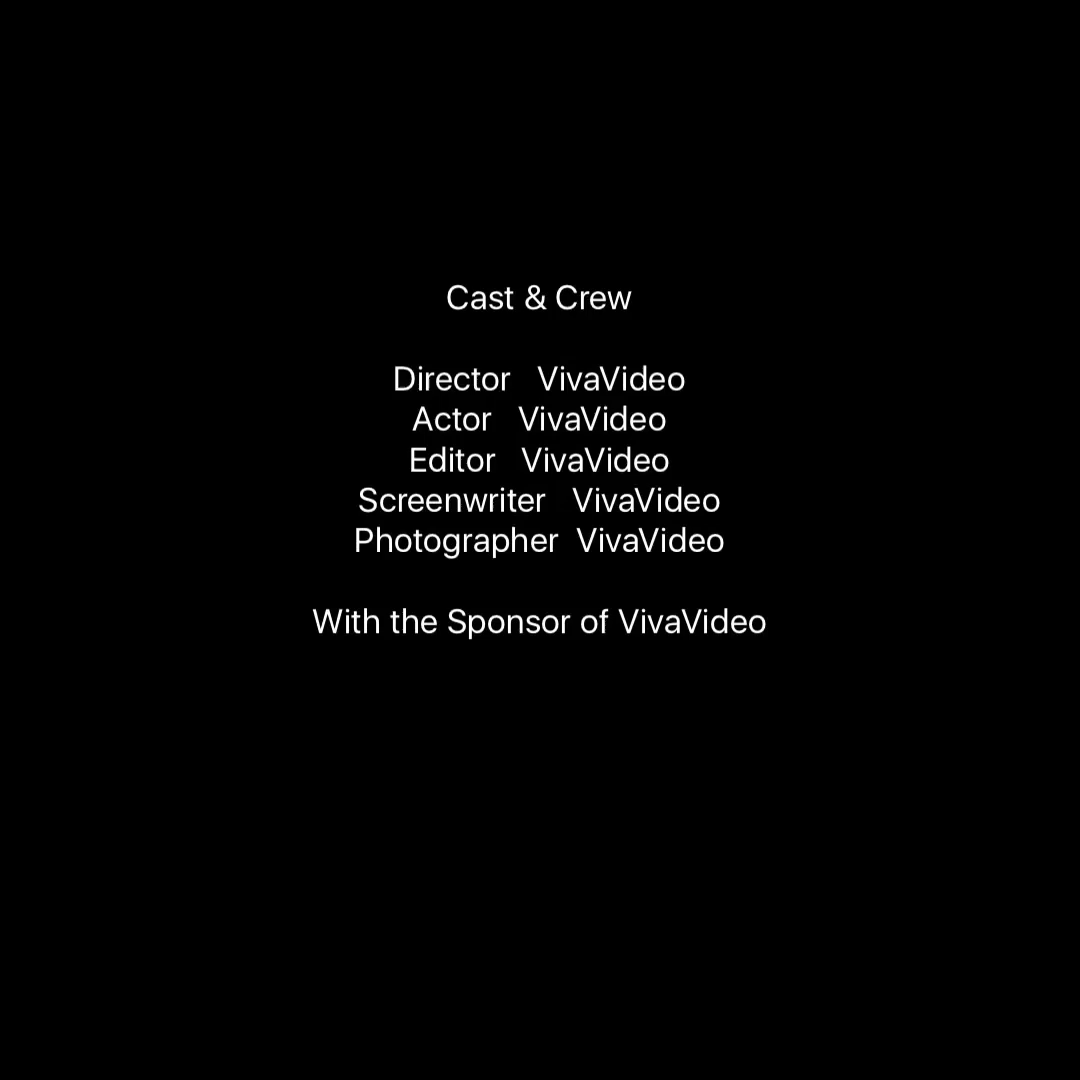 Cast & Crew
Director VivaVideo
Actor VivaVideo
Editor VivaVideo
Screenwriter VivaVideo
Photographer VivaVideo
With the Sponsor of VivaVideo